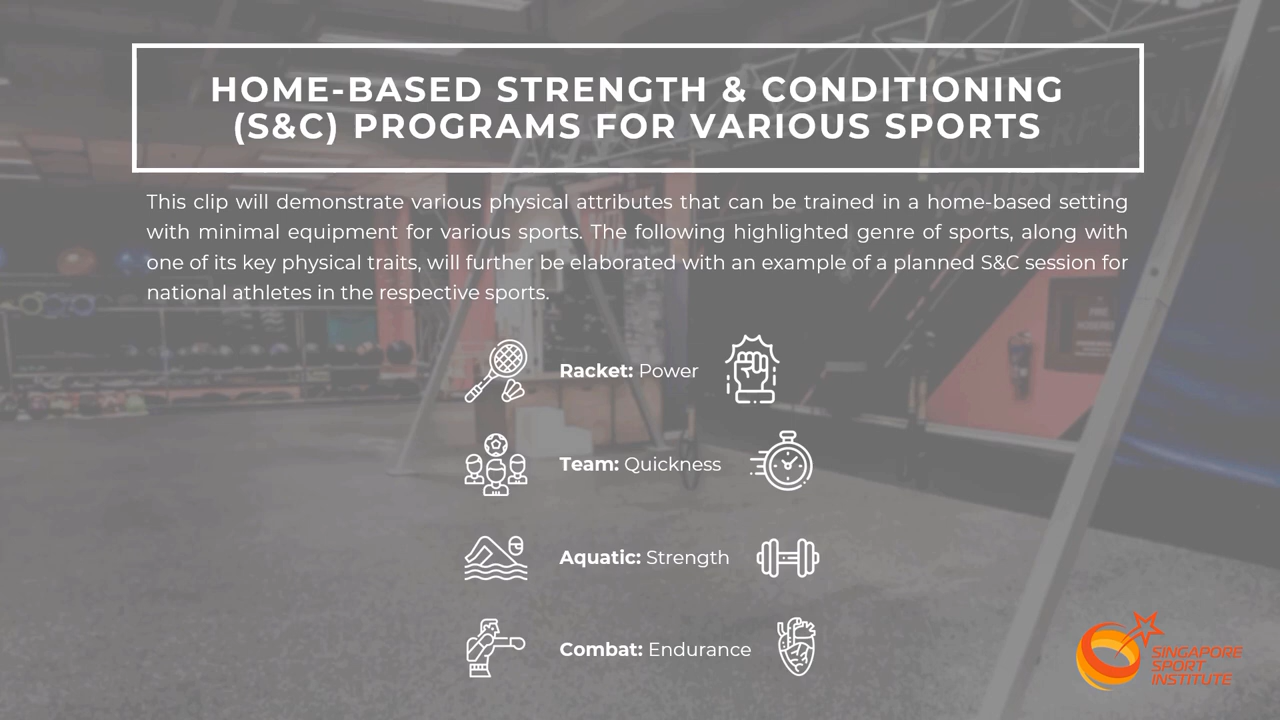 HOME-BASED STRENGTH & CONDITIONING
(S&C) PROGRAMS FOR VARIOUS SPORTS
This clip will demonstrate various physical attributes that can be trained in a home-based setting
with minimal equipment for various sports. The following highlighted genre of sports, along with
one of its key physical traits, will further be elaborated with an example of a planned S&C session for
national athletes in the respective sports.
Racket: Power
Team: Quickness
Aquatic: Strength
Combat: Endurance
OUTPERFORM
YOURSELF
SINGAPORE
SPORT
INSTITUTE